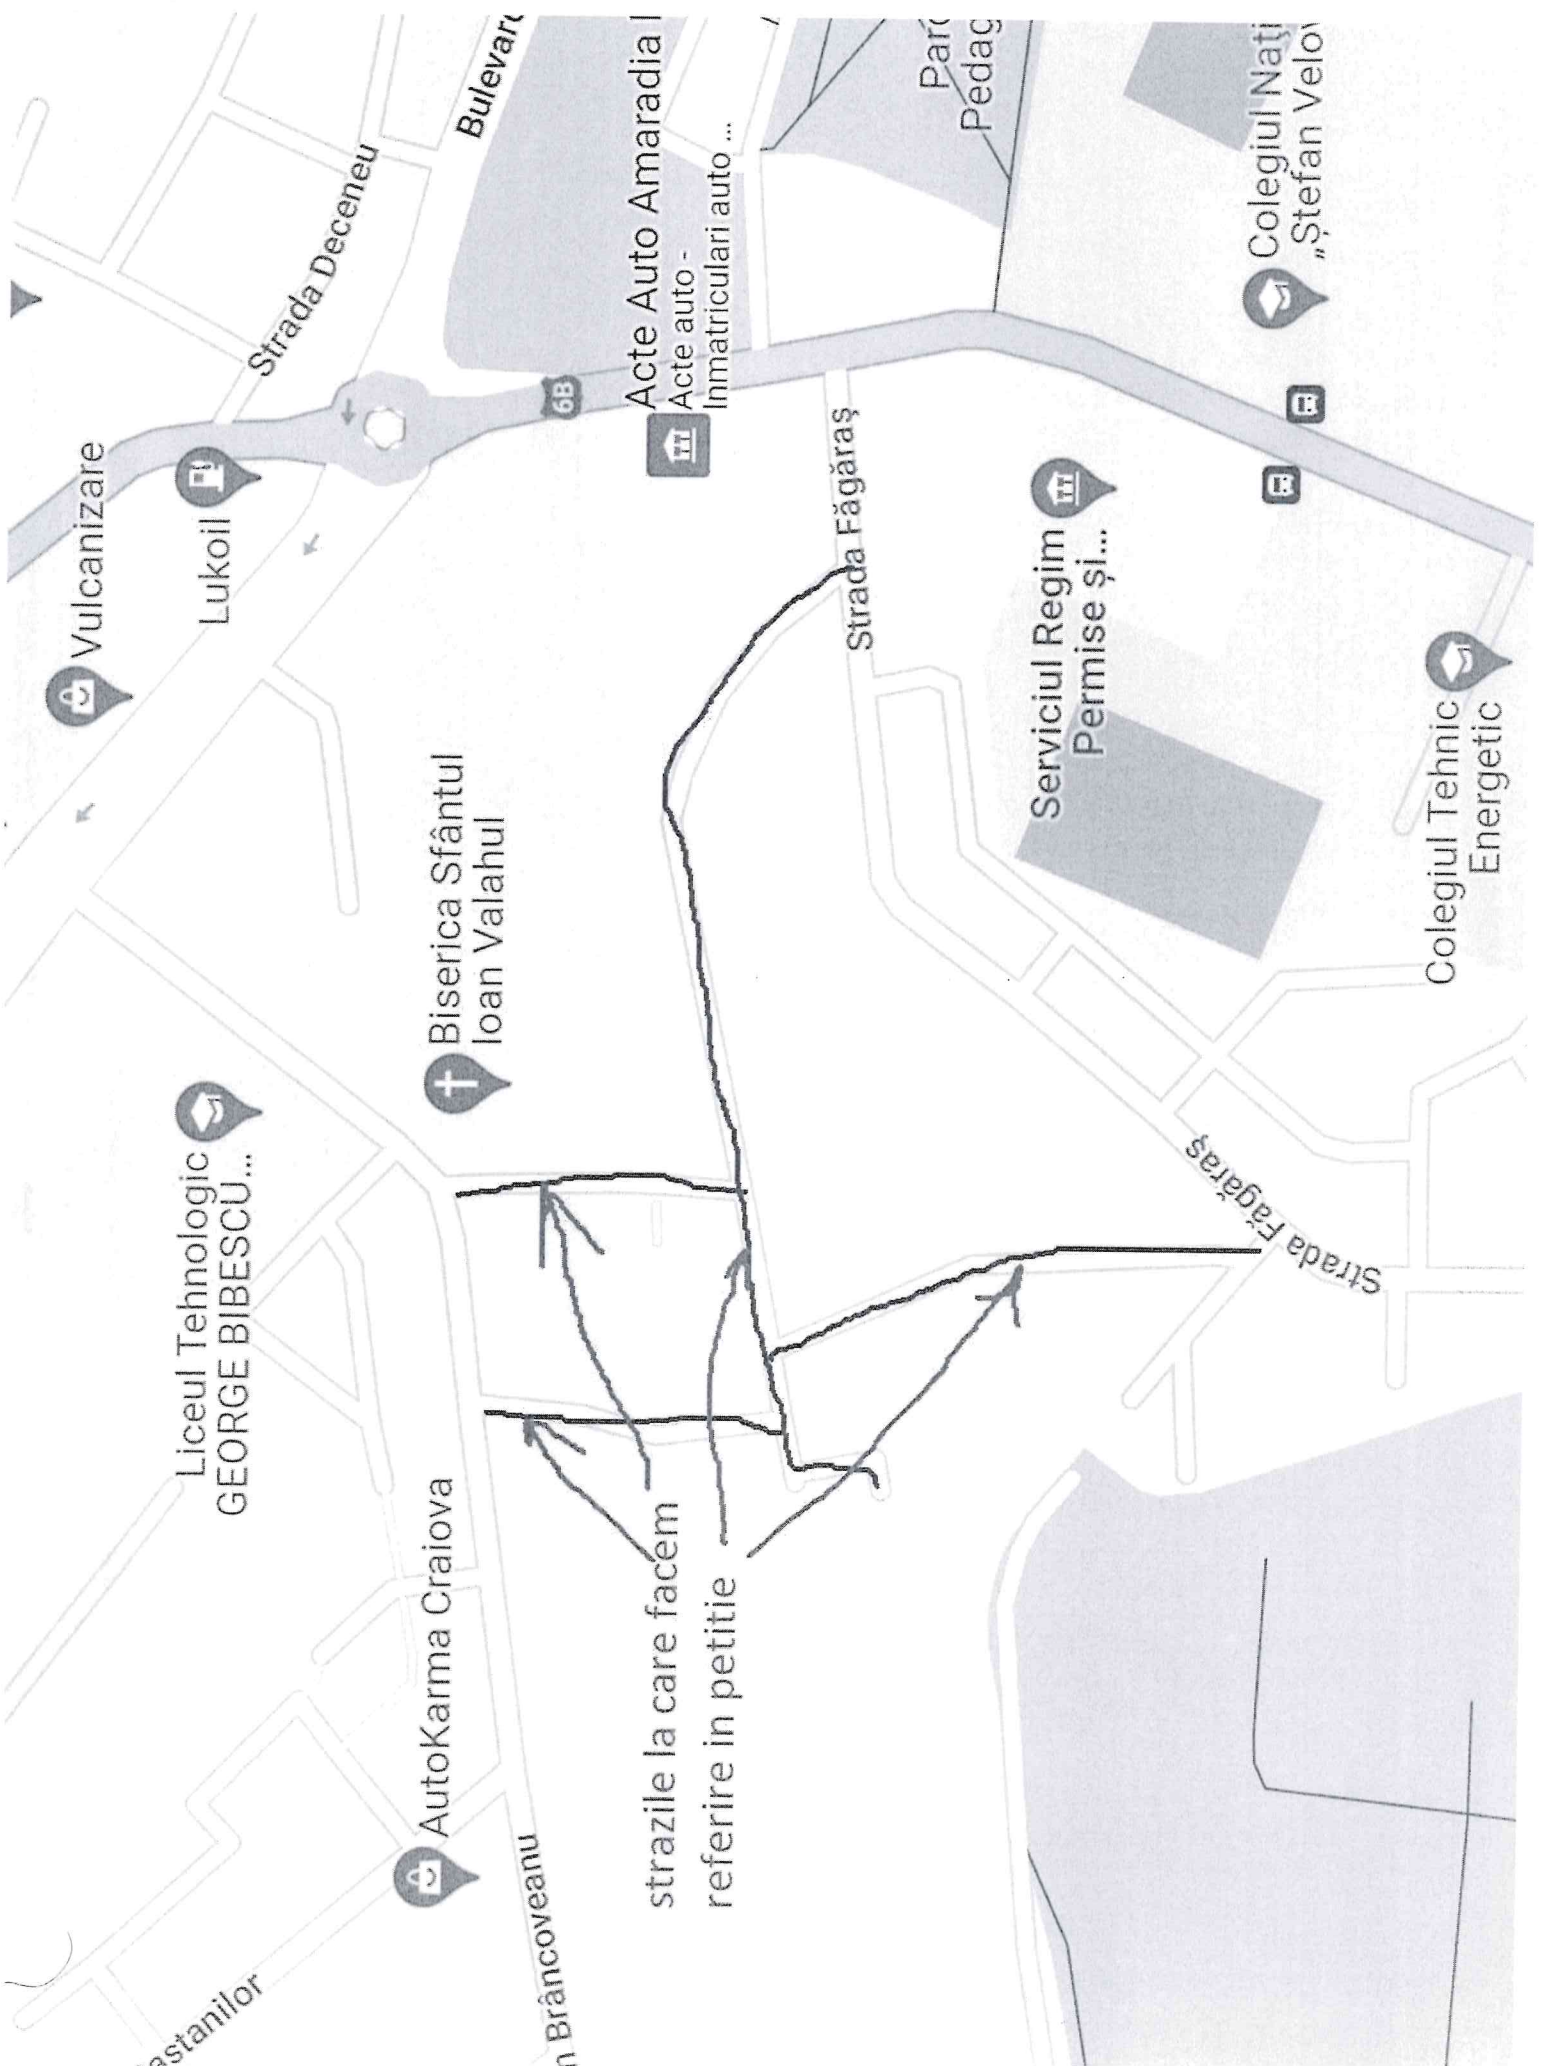 Vulcanizare
Lukoil
Strada Deceneu
Bulevard
6B
Acte Auto Amaradia
Acte auto -
Inmatriculari auto ...
Parc
Pedag
Colegiul Nați
„Ștefan Velov
Strada Făgăraș
Serviciul Regim
Permise și...
Colegiul Tehnic
Energetic
Biserica Sfântul
Ioan Valahul
Liceul Tehnologic
GEORGE BIBESCU...
Strada Făgăraș
AutoKarma Craiova
strazile la care facem
referire in petitie
n Brâncoveanu
astanilor